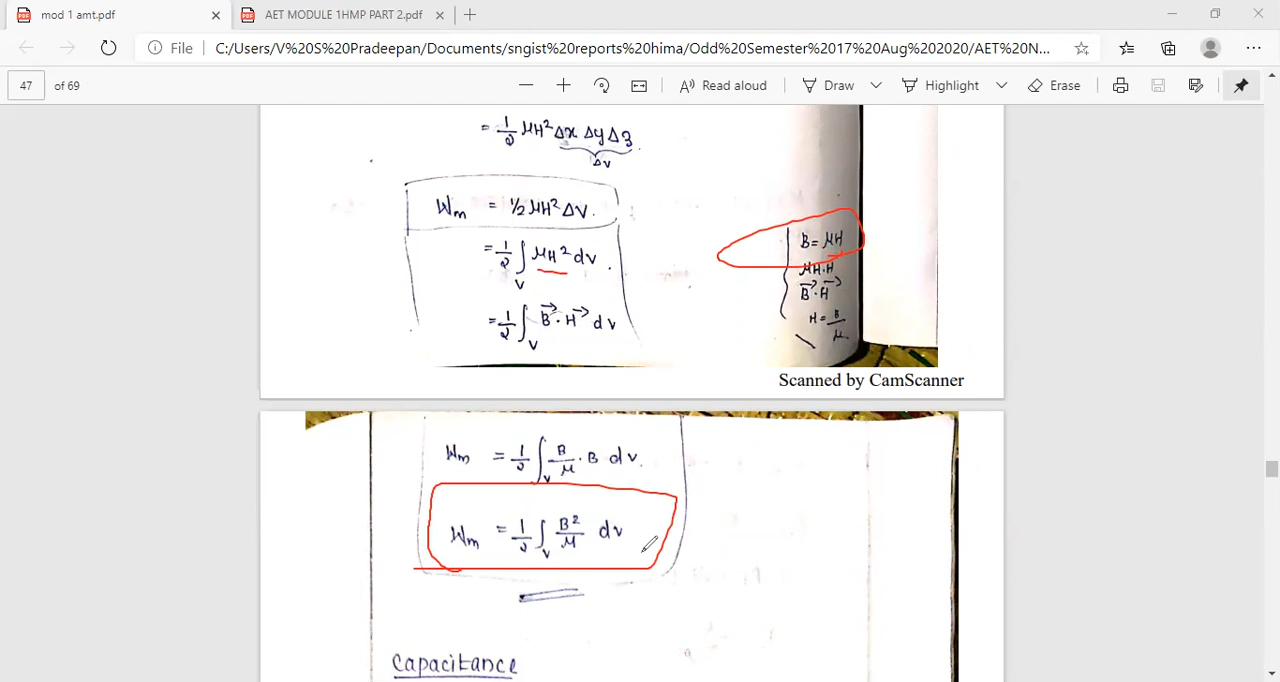 mod 1 amt.pdf
AET MODULE 1HMP PART 2.pdf
File C:/Users/V%20S%20Pradeepan/Documents/sngist%20reports%20hima/Odd%20Semester%2017%20Aug%202020/AET%20N...
47 of 69
Read aloud Draw Highlight Erase
= 1/2 μH² Δx Δy Δz
Δv
Wm = 1/2 μH² ΔV.
= 1/2 ∫v μH² dv.
= 1/2 ∫v B⃗ · H⃗ dv
B = μH
μH·H
B⃗ · H⃗
H = B/μ
Scanned by CamScanner
Wm = 1/2 ∫v B/μ · B dv.
Wm = 1/2 ∫v B²/μ dv
Capacitance